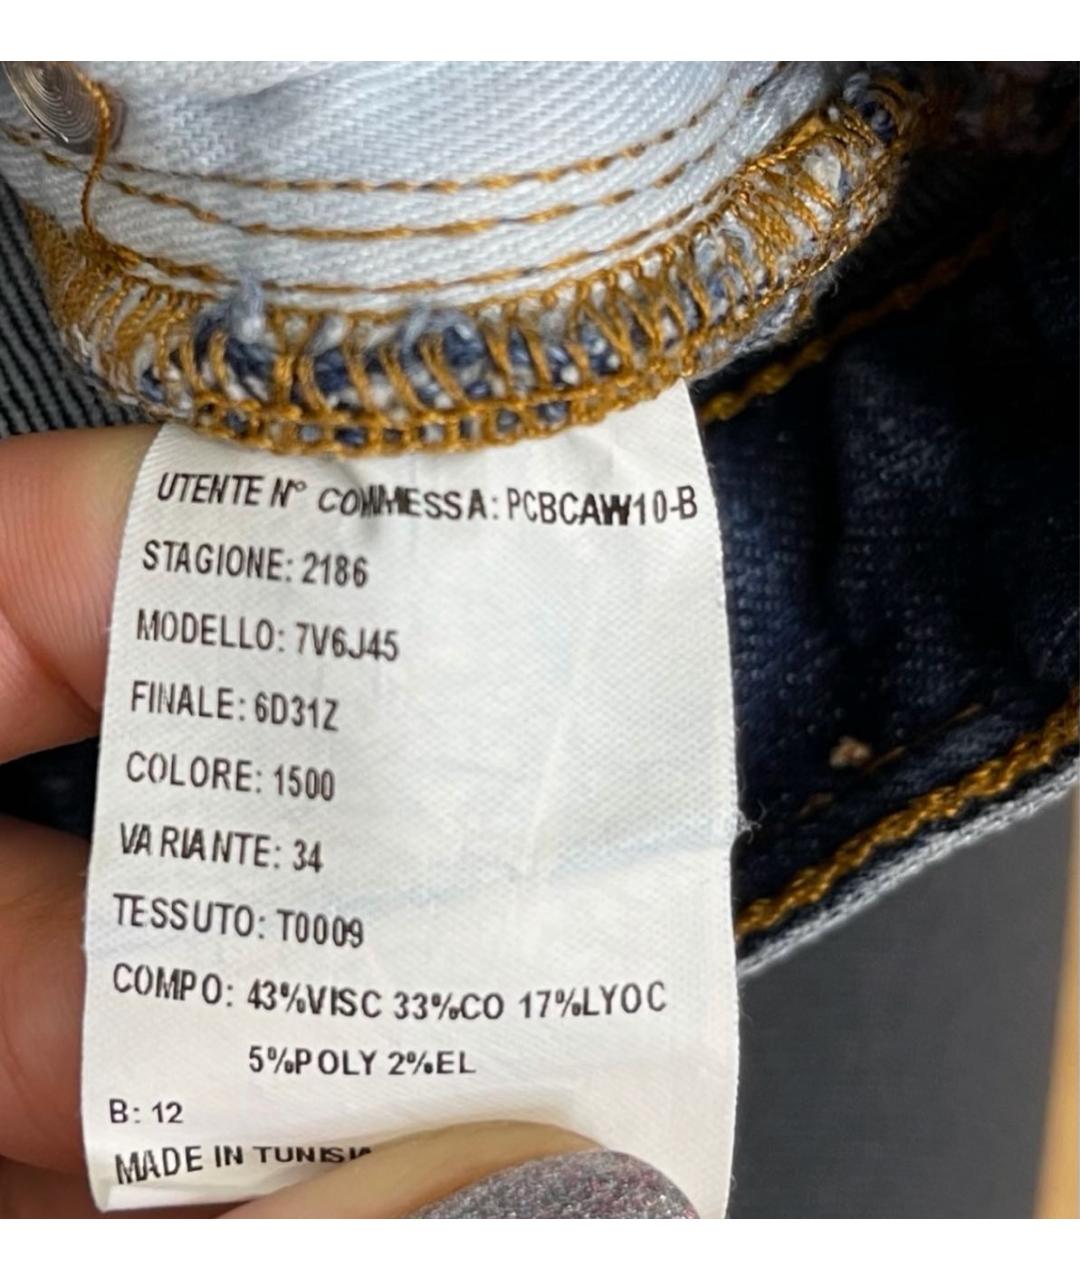 UTENTE N° COMMESSA: PCBCAW10-B
STAGIONE: 2186
MODELLO: 7V6J45
FINALE: 6D31Z
COLORE: 1500
VARIANTE: 34
TESSUTO: T0009
COMPO: 43%VISC 33%CO 17%LYOC
5%POLY 2%EL
B: 12
MADE IN TUNISIA